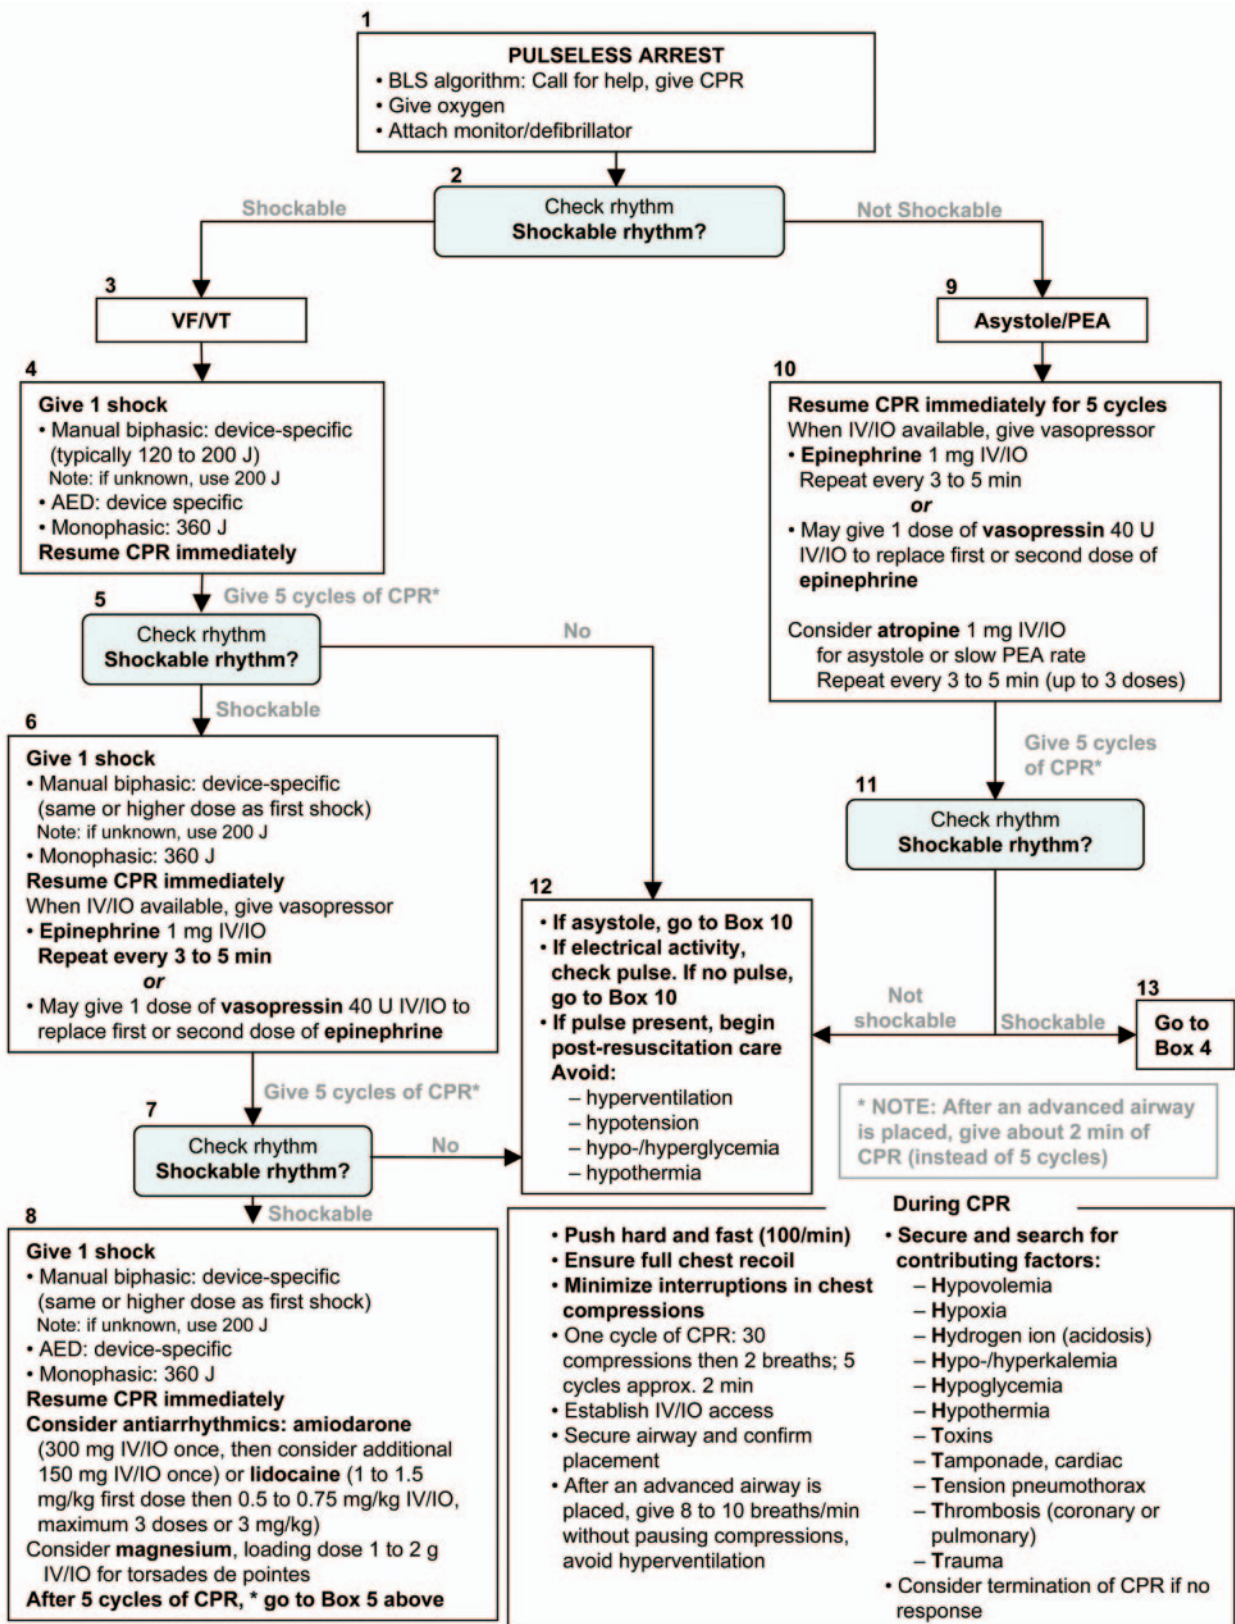 1
PULSELESS ARREST
• BLS algorithm: Call for help, give CPR
• Give oxygen
• Attach monitor/defibrillator
2
Shockable
Check rhythm
Shockable rhythm?
Not Shockable
3
VF/VT
4
Give 1 shock
• Manual biphasic: device-specific
(typically 120 to 200 J)
Note: if unknown, use 200 J
• AED: device specific
• Monophasic: 360 J
Resume CPR immediately
Give 5 cycles of CPR*
5
Check rhythm
Shockable rhythm?
No
Shockable
6
Give 1 shock
• Manual biphasic: device-specific
(same or higher dose as first shock)
Note: if unknown, use 200 J
• Monophasic: 360 J
Resume CPR immediately
When IV/IO available, give vasopressor
• Epinephrine 1 mg IV/IO
Repeat every 3 to 5 min
or
• May give 1 dose of vasopressin 40 U IV/IO to
replace first or second dose of epinephrine
Give 5 cycles of CPR*
7
Check rhythm
Shockable rhythm?
No
Shockable
8
Give 1 shock
• Manual biphasic: device-specific
(same or higher dose as first shock)
Note: if unknown, use 200 J
• AED: device-specific
• Monophasic: 360 J
Resume CPR immediately
Consider antiarrhythmics: amiodarone
(300 mg IV/IO once, then consider additional
150 mg IV/IO once) or lidocaine (1 to 1.5
mg/kg first dose then 0.5 to 0.75 mg/kg IV/IO,
maximum 3 doses or 3 mg/kg)
Consider magnesium, loading dose 1 to 2 g
IV/IO for torsades de pointes
After 5 cycles of CPR, * go to Box 5 above
9
Asystole/PEA
10
Resume CPR immediately for 5 cycles
When IV/IO available, give vasopressor
• Epinephrine 1 mg IV/IO
Repeat every 3 to 5 min
or
• May give 1 dose of vasopressin 40 U
IV/IO to replace first or second dose of
epinephrine
Consider atropine 1 mg IV/IO
for asystole or slow PEA rate
Repeat every 3 to 5 min (up to 3 doses)
Give 5 cycles
of CPR*
11
Check rhythm
Shockable rhythm?
12
• If asystole, go to Box 10
• If electrical activity,
check pulse. If no pulse,
go to Box 10
• If pulse present, begin
post-resuscitation care
Avoid:
– hyperventilation
– hypotension
– hypo-/hyperglycemia
– hypothermia
Not
shockable
Shockable
13
Go to
Box 4
* NOTE: After an advanced airway
is placed, give about 2 min of
CPR (instead of 5 cycles)
During CPR
• Push hard and fast (100/min)
• Ensure full chest recoil
• Minimize interruptions in chest
compressions
• One cycle of CPR: 30
compressions then 2 breaths; 5
cycles approx. 2 min
• Establish IV/IO access
• Secure airway and confirm
placement
• After an advanced airway is
placed, give 8 to 10 breaths/min
without pausing compressions,
avoid hyperventilation
• Secure and search for
contributing factors:
– Hypovolemia
– Hypoxia
– Hydrogen ion (acidosis)
– Hypo-/hyperkalemia
– Hypoglycemia
– Hypothermia
– Toxins
– Tamponade, cardiac
– Tension pneumothorax
– Thrombosis (coronary or
pulmonary)
– Trauma
• Consider termination of CPR if no
response